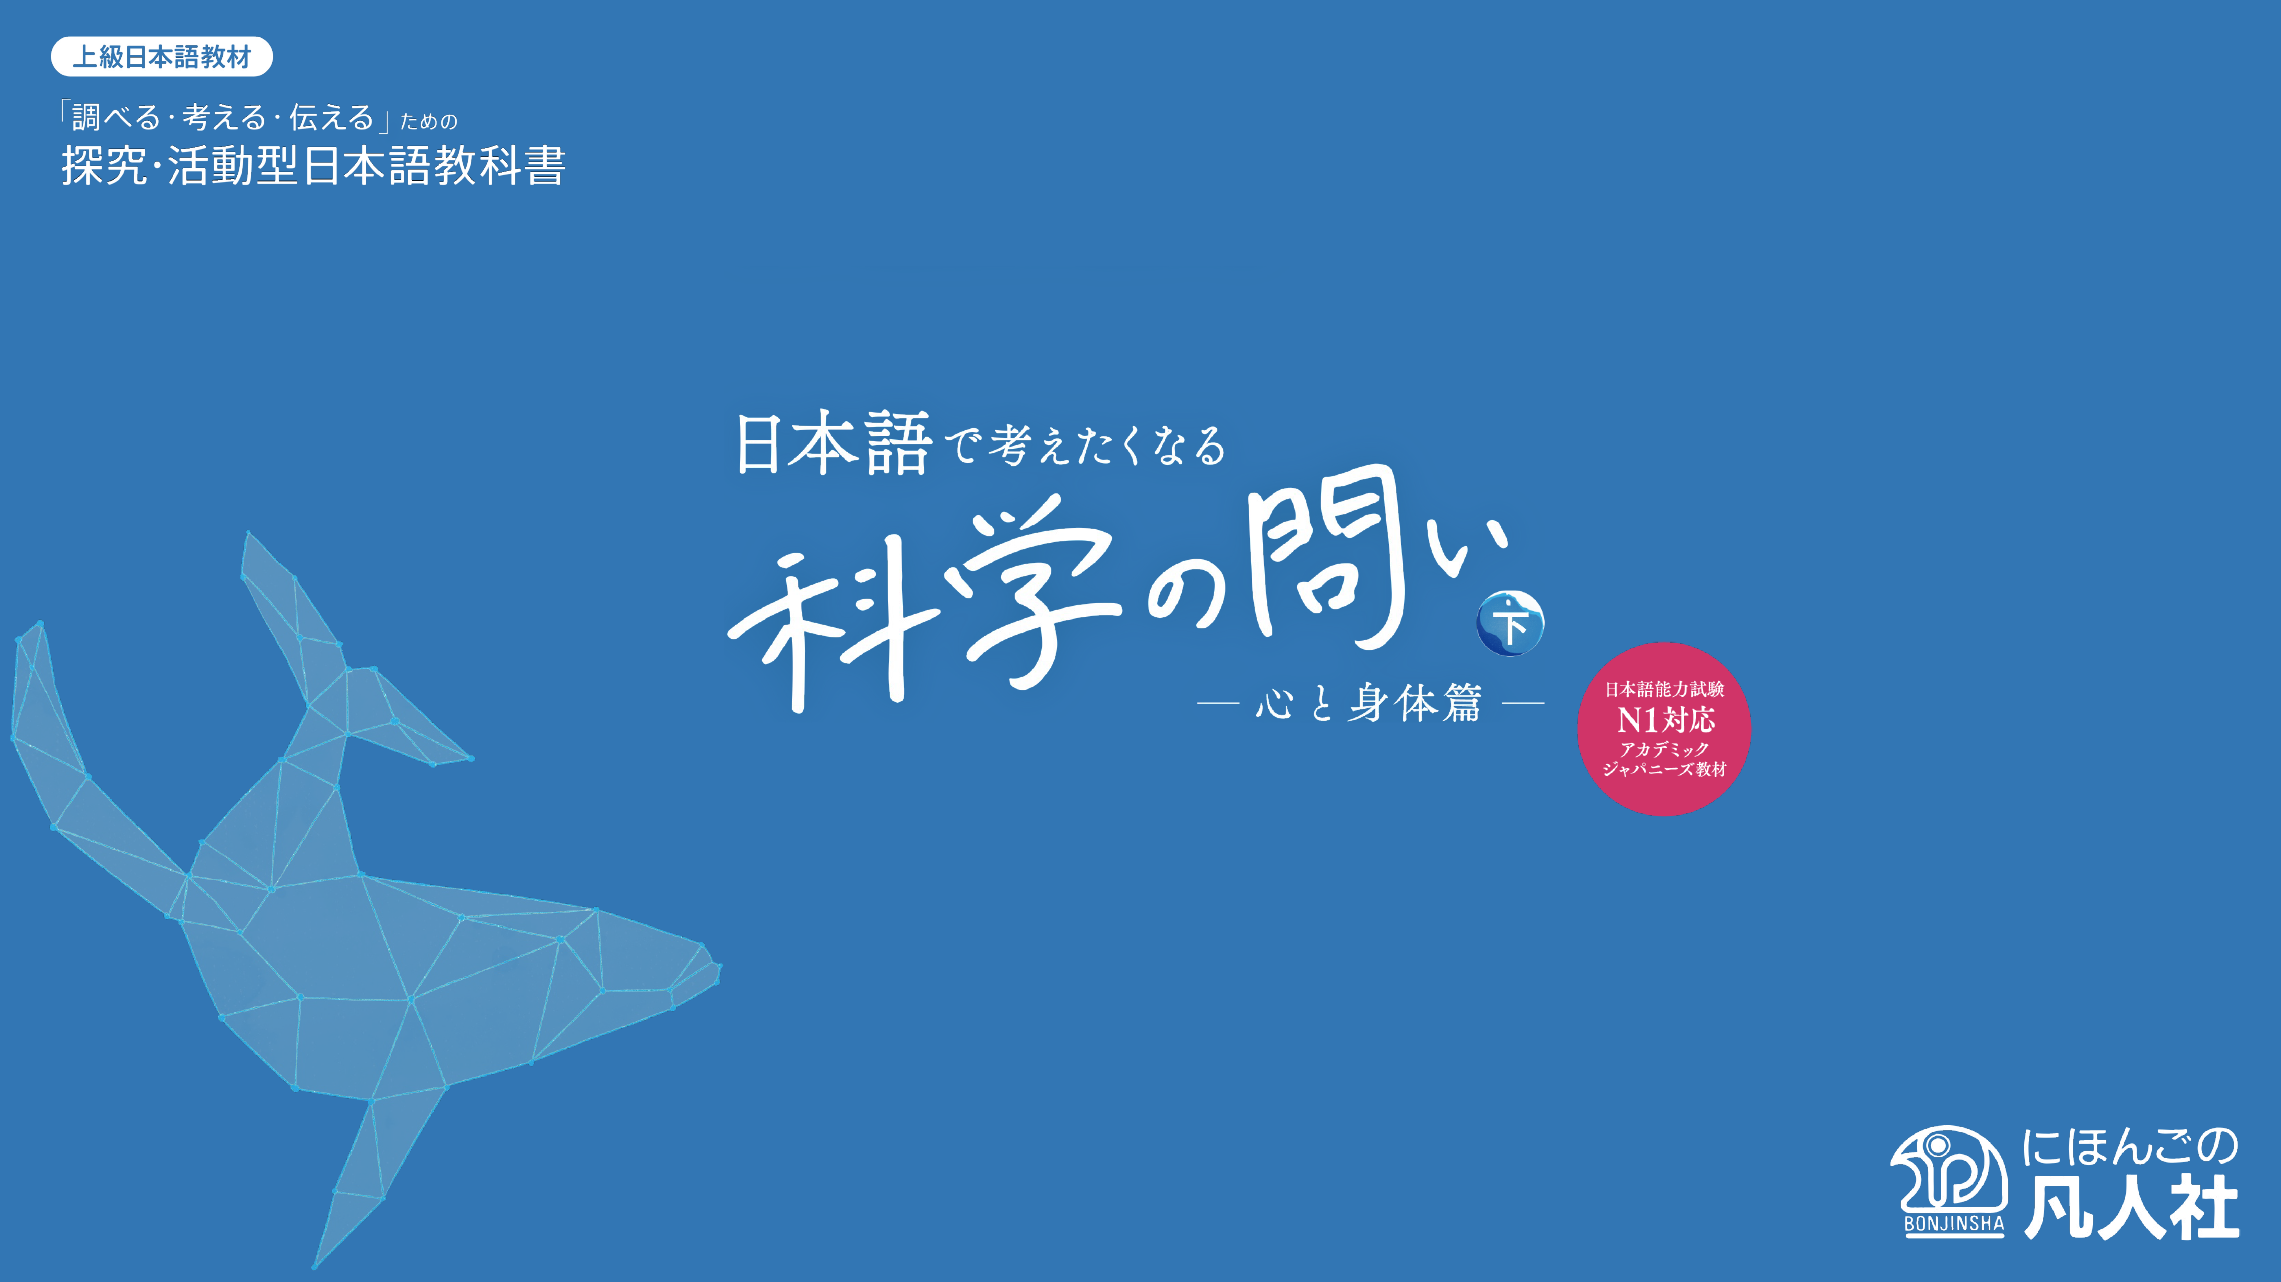 上級日本語教材
「調べる・考える・伝える」ための
探究・活動型日本語教科書
日本語で考えたくなる
科学の問い
下
― 心と身体篇 ―
日本語能力試験
N1対応
アカデミック
ジャパニーズ教材
にほんごの
凡人社
BONJINSHA